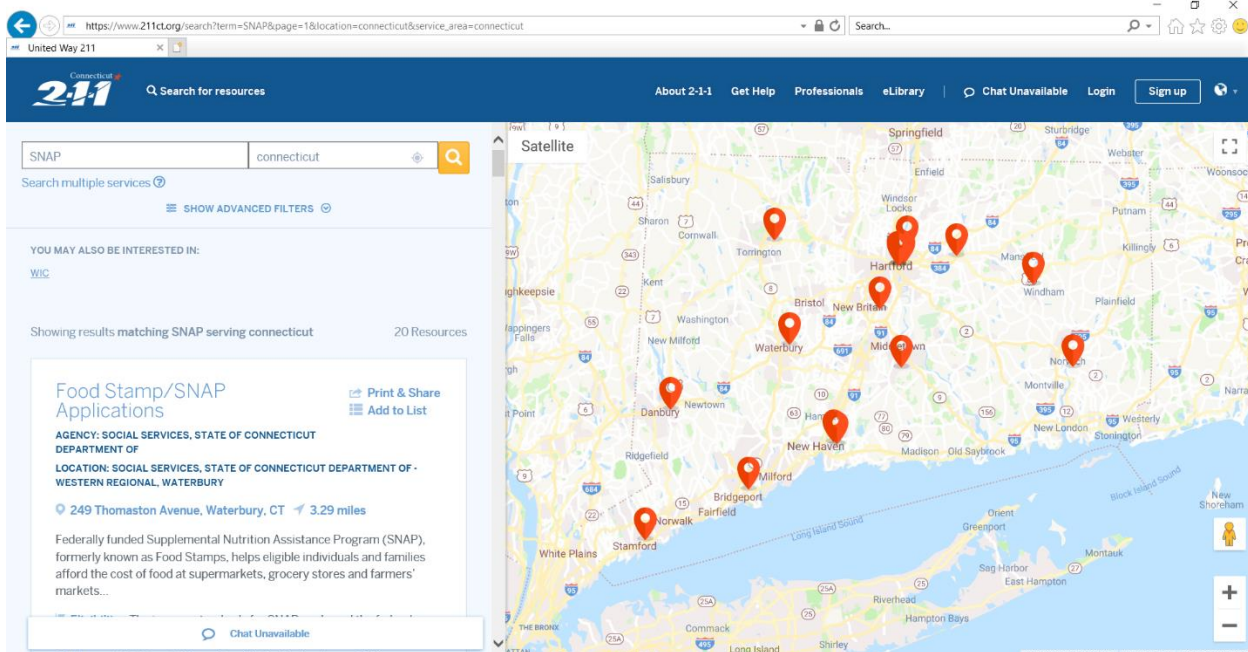 https://www.211ct.org/search?term=SNAP&page=1&location=connecticut&service_area=connecticut
Search...
United Way 211
Connecticut
2-1-1
Search for resources
About 2-1-1 Get Help Professionals eLibrary Chat Unavailable Login Sign up
SNAP connecticut
Search multiple services
SHOW ADVANCED FILTERS
YOU MAY ALSO BE INTERESTED IN:
WIC
Showing results matching SNAP serving connecticut 20 Resources
Food Stamp/SNAP
Applications
Print & Share
Add to List
AGENCY: SOCIAL SERVICES, STATE OF CONNECTICUT
DEPARTMENT OF
LOCATION: SOCIAL SERVICES, STATE OF CONNECTICUT DEPARTMENT OF -
WESTERN REGIONAL, WATERBURY
249 Thomaston Avenue, Waterbury, CT 3.29 miles
Federally funded Supplemental Nutrition Assistance Program (SNAP),
formerly known as Food Stamps, helps eligible individuals and families
afford the cost of food at supermarkets, grocery stores and farmers'
markets...
Chat Unavailable
Satellite
Springfield
Sturbridge
Webster
Woonsoc
Salisbury
Enfield
Windsor
Locks
Sharon
Cornwall
Torrington
Putnam
Killingly
Hartford
Kent
Windham
Plainfield
Bristol
New Britain
Washington
New Milford
Waterbury
Middletown
Norwich
Montville
Danbury
Newtown
Westerly
New London
Stonington
New Haven
Madison
Old Saybrook
Ridgefield
Milford
Bridgeport
Fairfield
Norwalk
Stamford
White Plains
Long Island Sound
Block Island Sound
New
Shoreham
Orient
Greenport
Montauk
Sag Harbor
East Hampton
Riverhead
Hampton Bays
THE BRONX
Commack
Long Island
Shirley